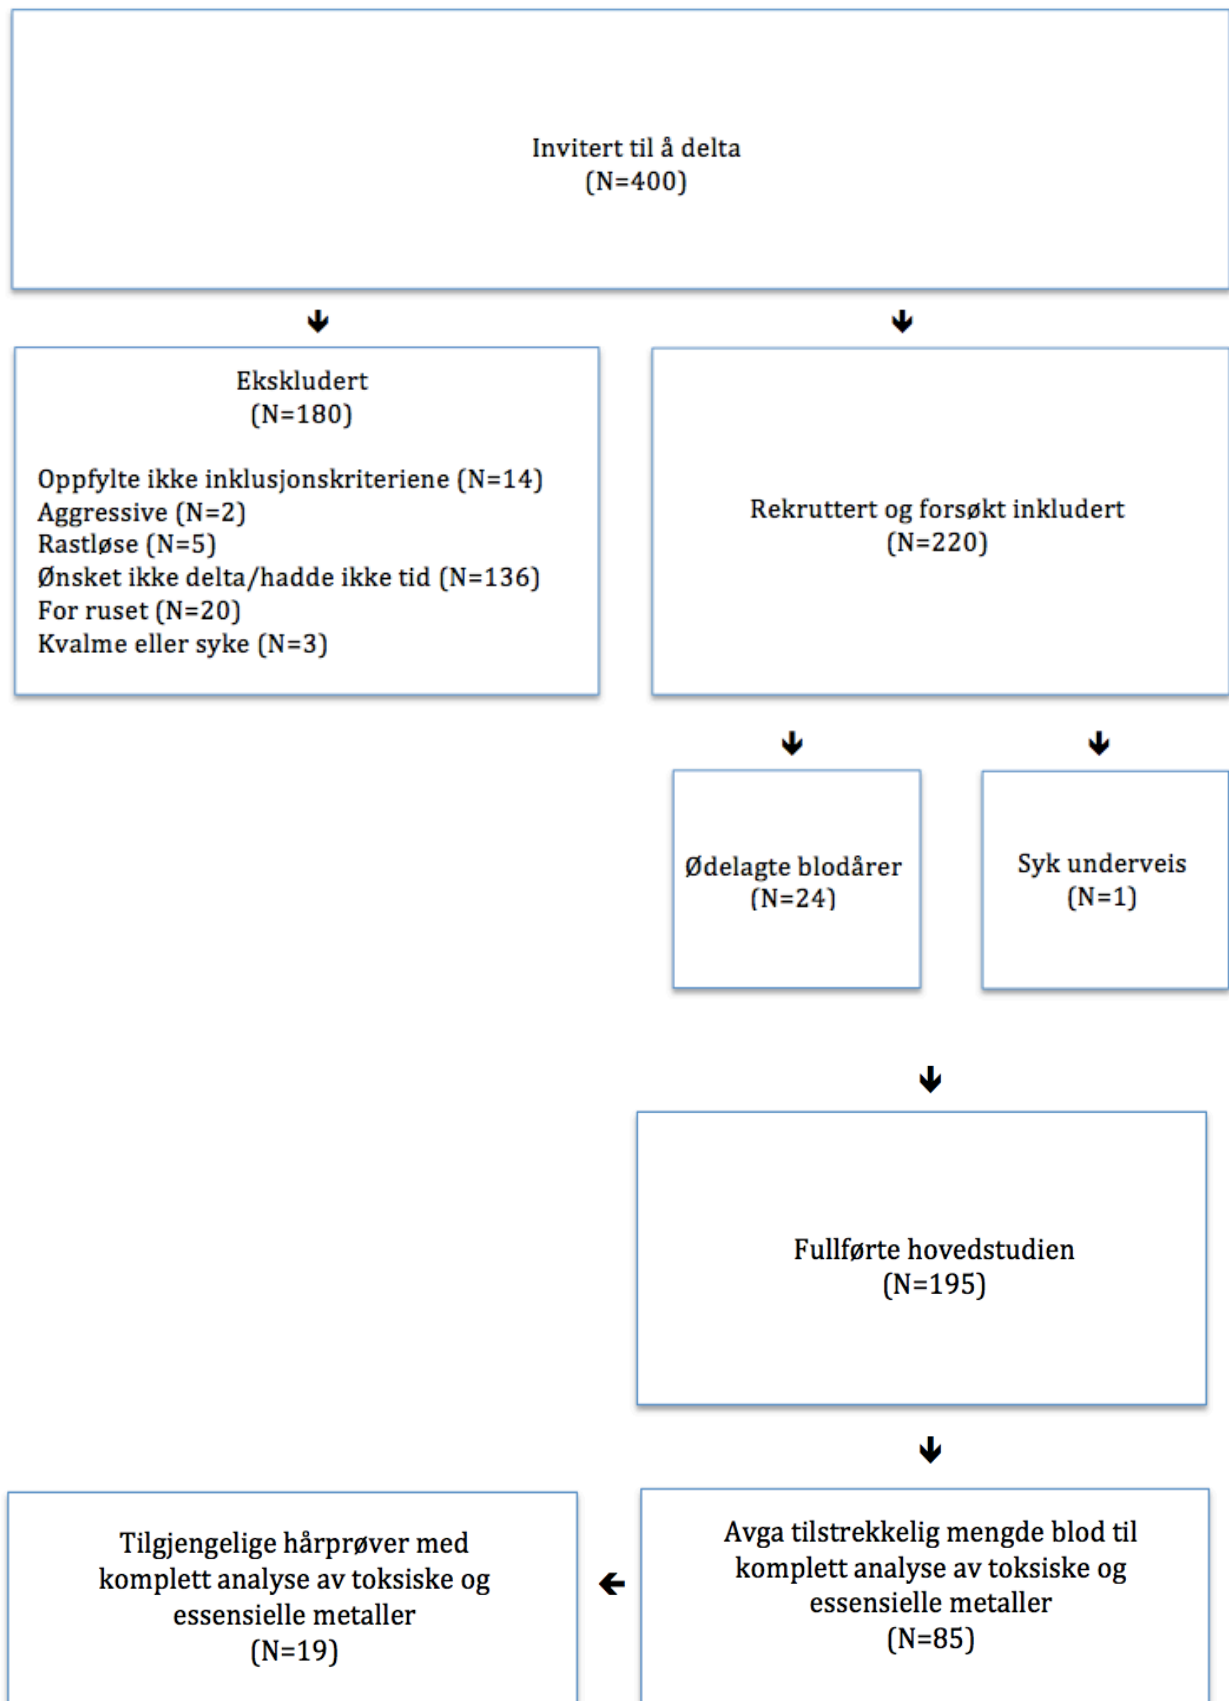 Invitert til å delta
(N=400)
Ekskludert
(N=180)
Oppfylte ikke inklusjonskriteriene (N=14)
Aggressive (N=2)
Rastløse (N=5)
Ønsket ikke delta/hadde ikke tid (N=136)
For ruset (N=20)
Kvalme eller syke (N=3)
Rekruttert og forsøkt inkludert
(N=220)
Ødelagte blodårer
(N=24)
Syk underveis
(N=1)
Fullførte hovedstudien
(N=195)
Tilgjengelige hårprøver med
komplett analyse av toksiske og
essensielle metaller
(N=19)
Avga tilstrekkelig mengde blod til
komplett analyse av toksiske og
essensielle metaller
(N=85)